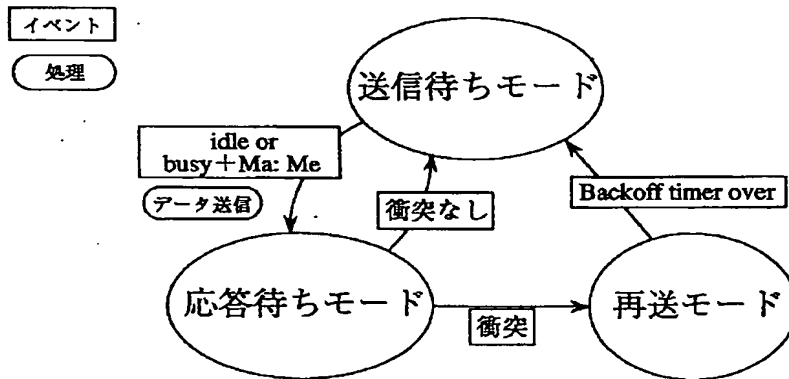 イベント
処理
送信待ちモード
idle or
busy+Ma: Me
データ送信
衝突なし
Backoff timer over
応答待ちモード
衝突
再送モード